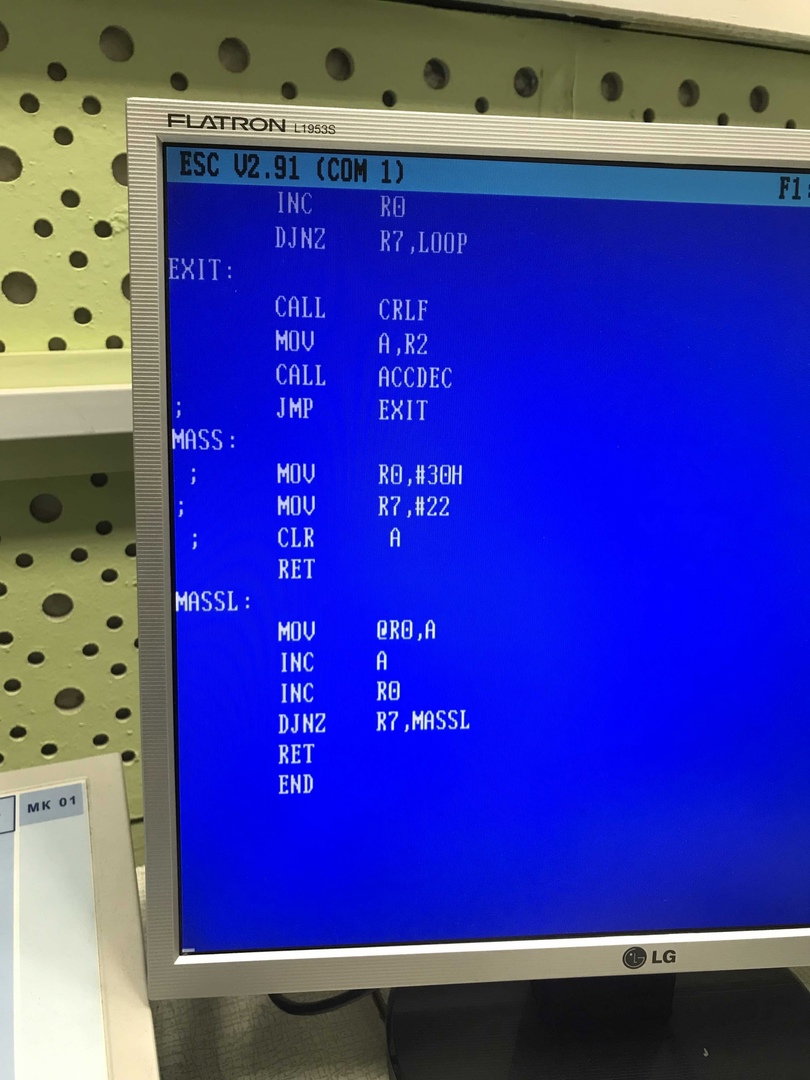 FLATRON L1953S
ESC V2.91 (COM 1) F1:
INC R0
DJNZ R7,LOOP
EXIT:
CALL CRLF
MOV A,R2
CALL ACCDEC
; JMP EXIT
MASS:
; MOV R0,#30H
; MOV R7,#22
; CLR A
RET
MASSL:
MOV @R0,A
INC A
INC R0
DJNZ R7,MASSL
RET
END
MK 01
LG